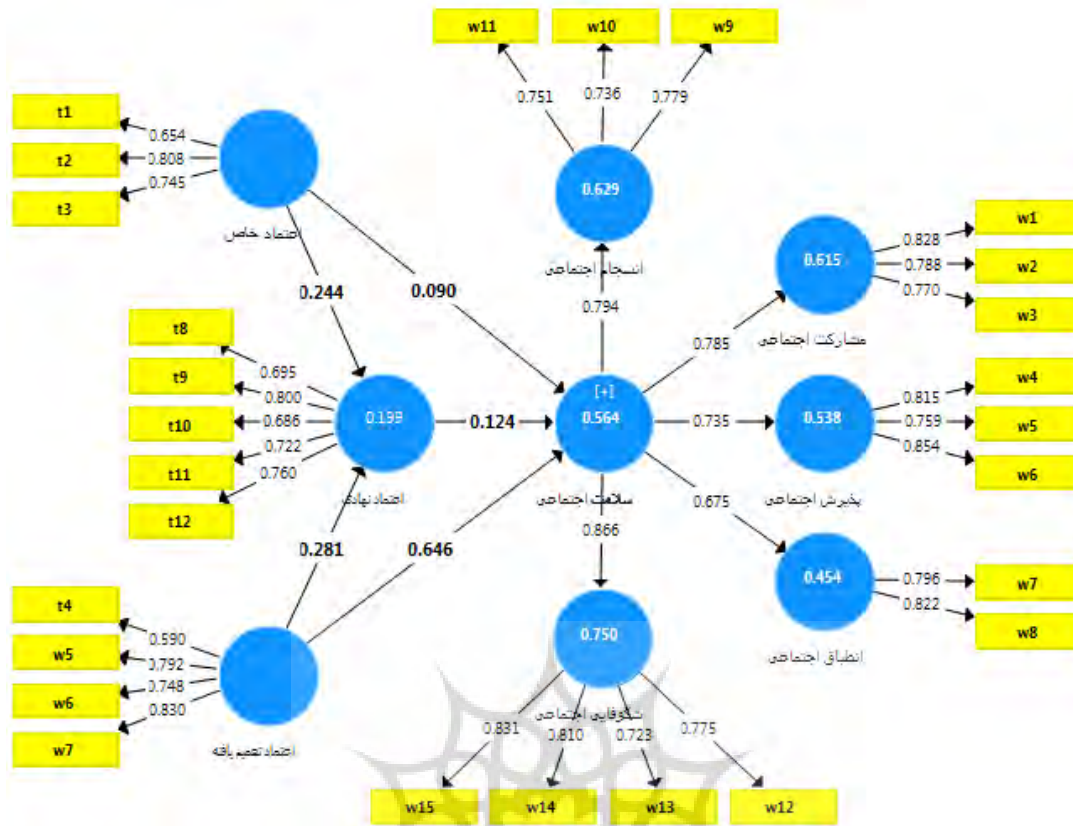 w11
w10
w9
0.751
0.736
0.779
t1
t2
t3
0.654
0.808
0.745
اعتماد خاص
0.629
انسجام اجتماعی
w1
w2
w3
0.828
0.788
0.770
0.615
مشارکت اجتماعی
0.244
0.090
0.794
0.785
t8
t9
t10
t11
t12
0.695
0.800
0.686
0.722
0.760
0.199
اعتماد نهادی
0.124
[+]
0.564
سلامت اجتماعی
0.735
0.538
پذیرش اجتماعی
0.815
0.759
0.854
w4
w5
w6
0.281
0.646
0.866
0.675
0.454
انطباق اجتماعی
0.796
0.822
w7
w8
t4
w5
w6
w7
0.590
0.792
0.748
0.830
اعتماد تعمیم یافته
0.750
شکوفایی اجتماعی
0.831
0.810
0.723
0.775
w15
w14
w13
w12